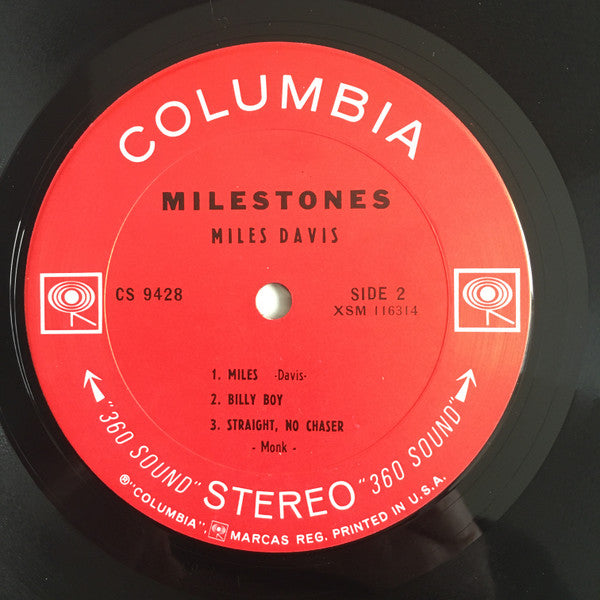 COLUMBIA
MILESTONES
MILES DAVIS
CS 9428
SIDE 2
XSM 116314
1. MILES -Davis-
2. BILLY BOY
3. STRAIGHT, NO CHASER
- Monk -
"360 SOUND" STEREO "360 SOUND"
® "COLUMBIA", MARCAS REG. PRINTED IN U.S.A.